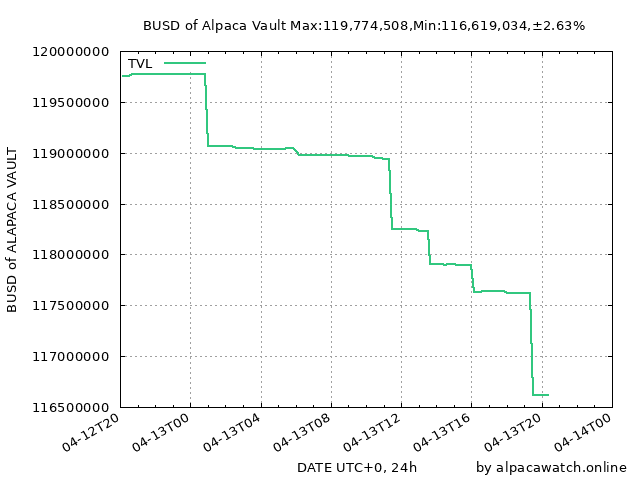 BUSD of Alpaca Vault Max:119,774,508,Min:116,619,034,±2.63%
TVL
120000000
119500000
119000000
118500000
118000000
117500000
117000000
116500000
BUSD of ALAPACA VAULT
04-12T20
04-13T00
04-13T04
04-13T08
04-13T12
04-13T16
04-13T20
04-14T00
DATE UTC+0, 24h
by alpacawatch.online